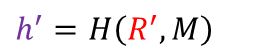 h′ = H(R′, M)